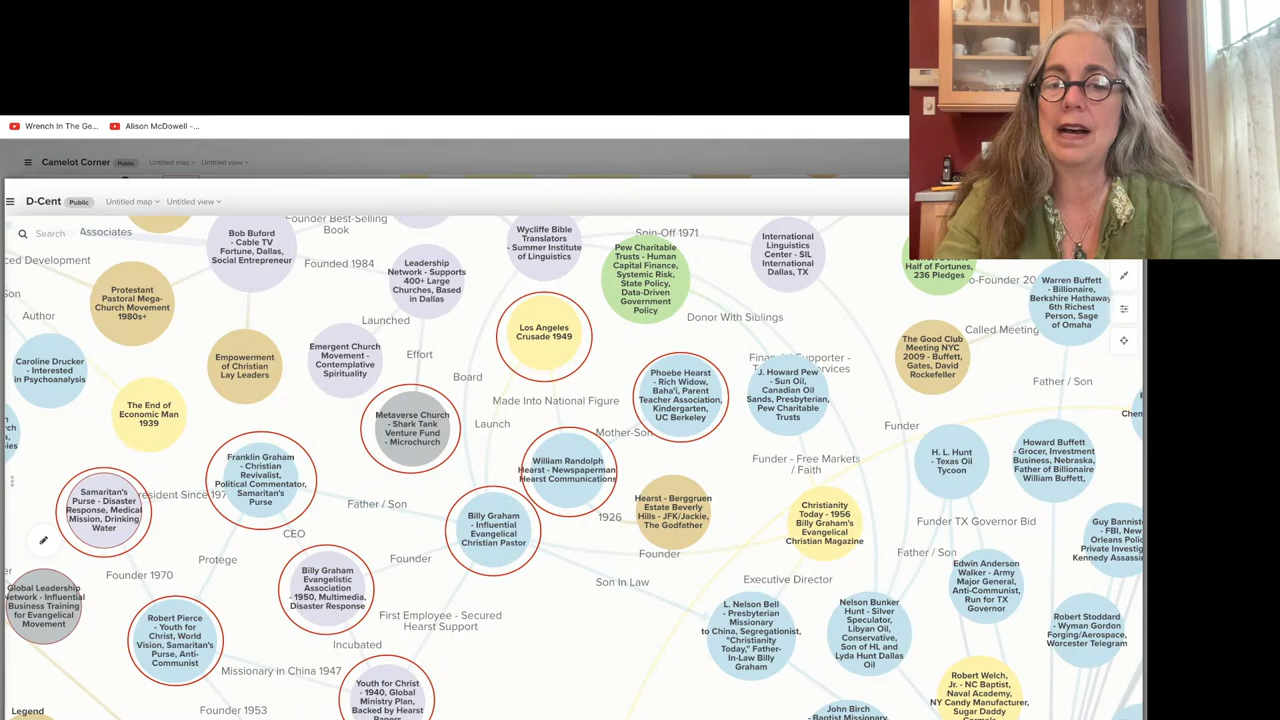 Wrench In The Ge...
Alison McDowell -...
Camelot Corner
Public
Untitled map
Untitled view
D-Cent
Public
Untitled map
Untitled view
Search
Associates
Bob Buford
- Cable TV
Fortune, Dallas,
Social Entrepreneur
Founder Best-Selling
Book
Founded 1984
Wycliffe Bible
Translators
- Summer Institute
of Linguistics
Spin-Off 1971
Pew Charitable
Trusts - Human
Capital Finance,
Systemic Risk,
State Policy,
Data-Driven
Government
Policy
International
Linguistics
Center - SIL
International
Dallas, TX
Half of Fortunes,
236 Pledges
o-Founder 20
Warren Buffett
- Billionaire,
Berkshire Hathaway
6th Richest
Person, Sage
of Omaha
ced Development
Son
Protestant
Pastoral Mega-
Church Movement
1980s+
Author
Leadership
Network - Supports
400+ Large
Churches, Based
in Dallas
Launched
Los Angeles
Crusade 1949
Donor With Siblings
Called Meeting
The Good Club
Meeting NYC
2009 - Buffett,
Gates, David
Rockefeller
Caroline Drucker
- Interested
in Psychoanalysis
Empowerment
of Christian
Lay Leaders
Emergent Church
Movement -
Contemplative
Spirituality
Effort
Board
Phoebe Hearst
- Rich Widow,
Baha'i, Parent
Teacher Association,
Kindergarten,
UC Berkeley
J. Howard Pew
- Sun Oil,
Canadian Oil
Sands, Presbyterian,
Pew Charitable
Trusts
Father / Son
The End of
Economic Man
1939
Made Into National Figure
Metaverse Church
- Shark Tank
Venture Fund
- Microchurch
Launch
Mother-Son
Funder
Franklin Graham
- Christian
Revivalist,
Political Commentator,
Samaritan's
Purse
William Randolph
Hearst - Newspaperman
Hearst Communications
Funder - Free Markets
/ Faith
H. L. Hunt
- Texas Oil
Tycoon
Howard Buffett
- Grocer, Investment
Business, Nebraska,
Father of Billionaire
William Buffett,
Samaritan's
Purse - Disaster
Response, Medical
Mission, Drinking
Water
resident Since 197
Father / Son
Billy Graham
- Influential
Evangelical
Christian Pastor
1926
Hearst - Berggruen
Estate Beverly
Hills - JFK/Jackie,
The Godfather
Christianity
Today - 1956
Billy Graham's
Evangelical
Christian Magazine
Funder TX Governor Bid
CEO
Protege
Founder
Founder
Father / Son
Founder 1970
Billy Graham
Evangelistic
Association
- 1950, Multimedia,
Disaster Response
Son In Law
Executive Director
Edwin Anderson
Walker - Army
Major General,
Anti-Communist,
Run for TX
Governor
Global Leadership
Network - Influential
Business Training
for Evangelical
Movement
Robert Pierce
- Youth for
Christ, World
Vision, Samaritan's
Purse, Anti-
Communist
First Employee - Secured
Hearst Support
L. Nelson Bell
- Presbyterian
Missionary
to China, Segregationist,
"Christianity
Today," Father-
In-Law Billy
Graham
Nelson Bunker
Hunt - Silver
Speculator,
Libyan Oil,
Conservative,
Son of HL and
Lyda Hunt Dallas
Oil
Robert Stoddard
- Wyman Gordon
Forging/Aerospace,
Worcester Telegram
Incubated
Missionary in China 1947
Youth for Christ
- 1940, Global
Ministry Plan,
Backed by Hearst
Robert Welch,
Jr. - NC Baptist,
Naval Academy,
NY Candy Manufacturer,
Sugar Daddy
Legend
Founder 1953
John Birch